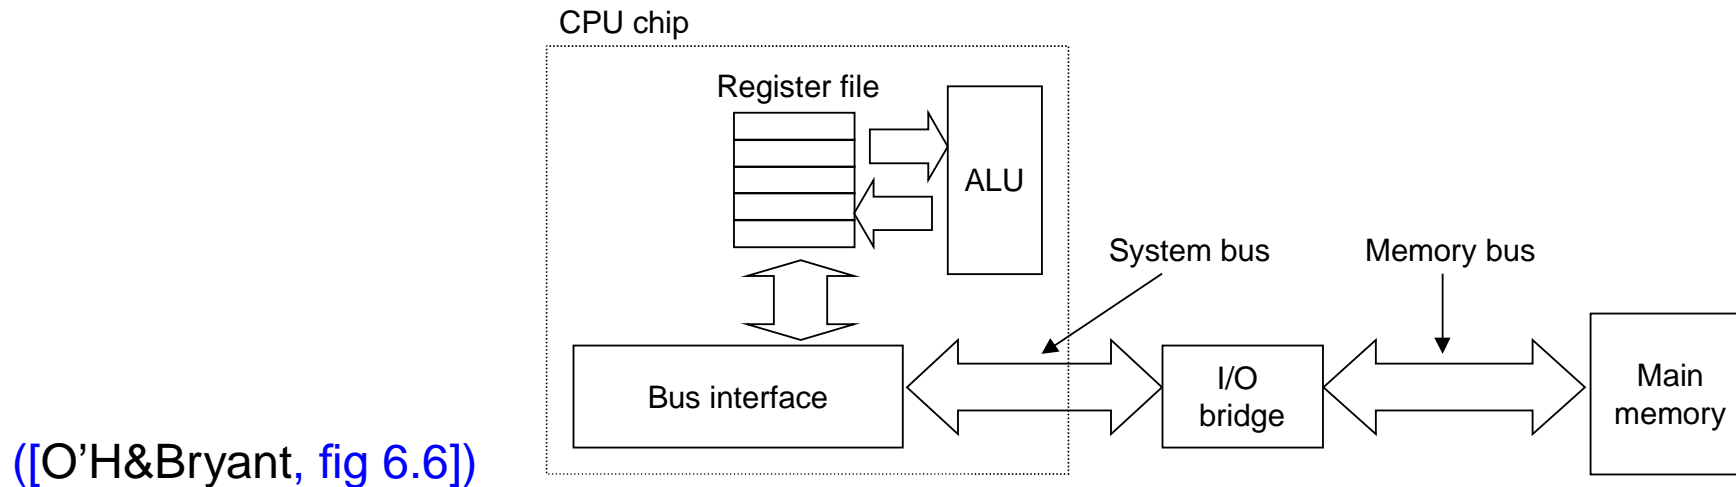 CPU chip
Register file
ALU
System bus
Memory bus
Bus interface
I/O
bridge
Main
memory
([O’H&Bryant, fig 6.6])